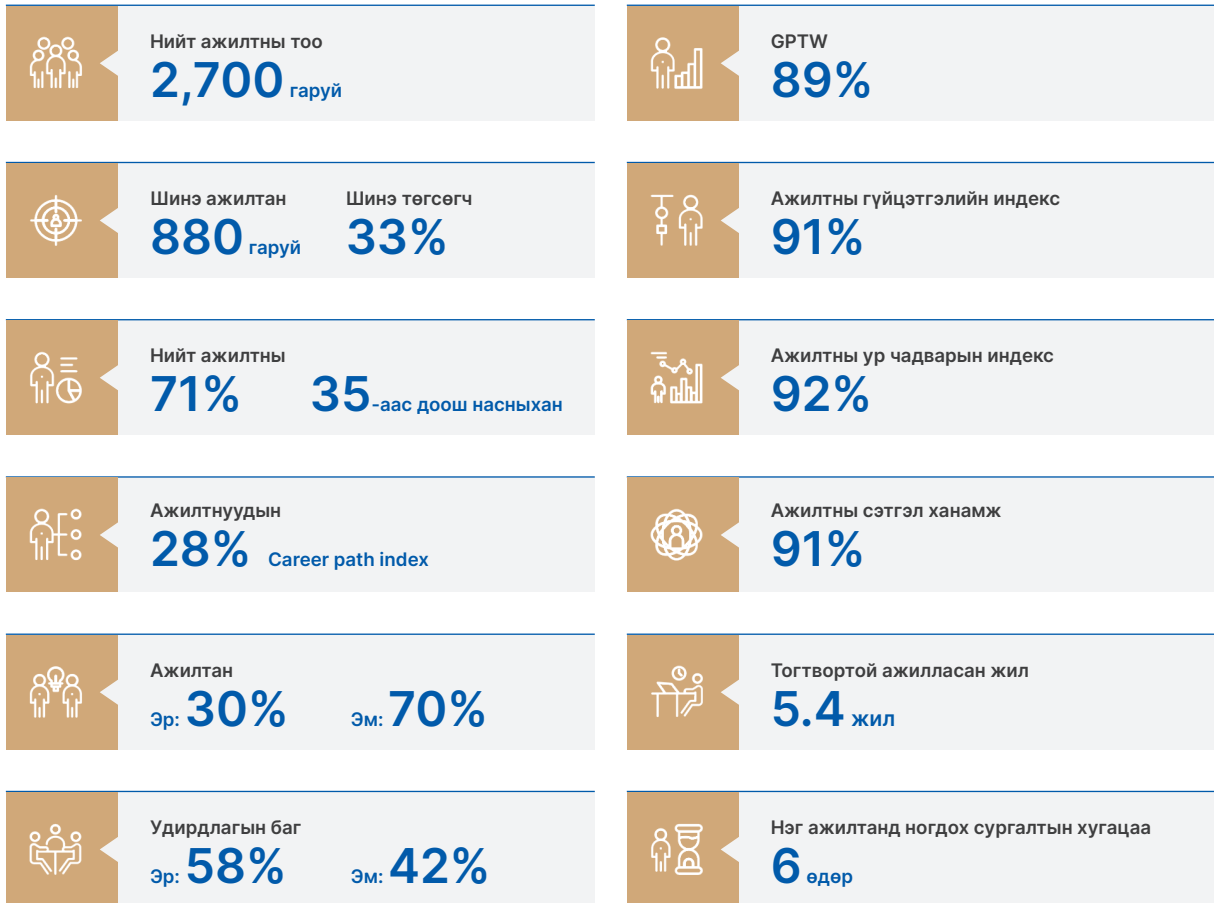 Нийт ажилтны тоо
2,700 гаруй
Шинэ ажилтан Шинэ төгсөгч
880 гаруй 33%
Нийт ажилтны
71% 35-аас доош насныхан
Ажилтнуудын
28% Career path index
Ажилтан
Эр: 30% Эм: 70%
Удирдлагын баг
Эр: 58% Эм: 42%
GPTW
89%
Ажилтны гүйцэтгэлийн индекс
91%
Ажилтны ур чадварын индекс
92%
Ажилтны сэтгэл ханамж
91%
Тогтвортой ажилласан жил
5.4 жил
Нэг ажилтанд ногдох сургалтын хугацаа
6 өдөр